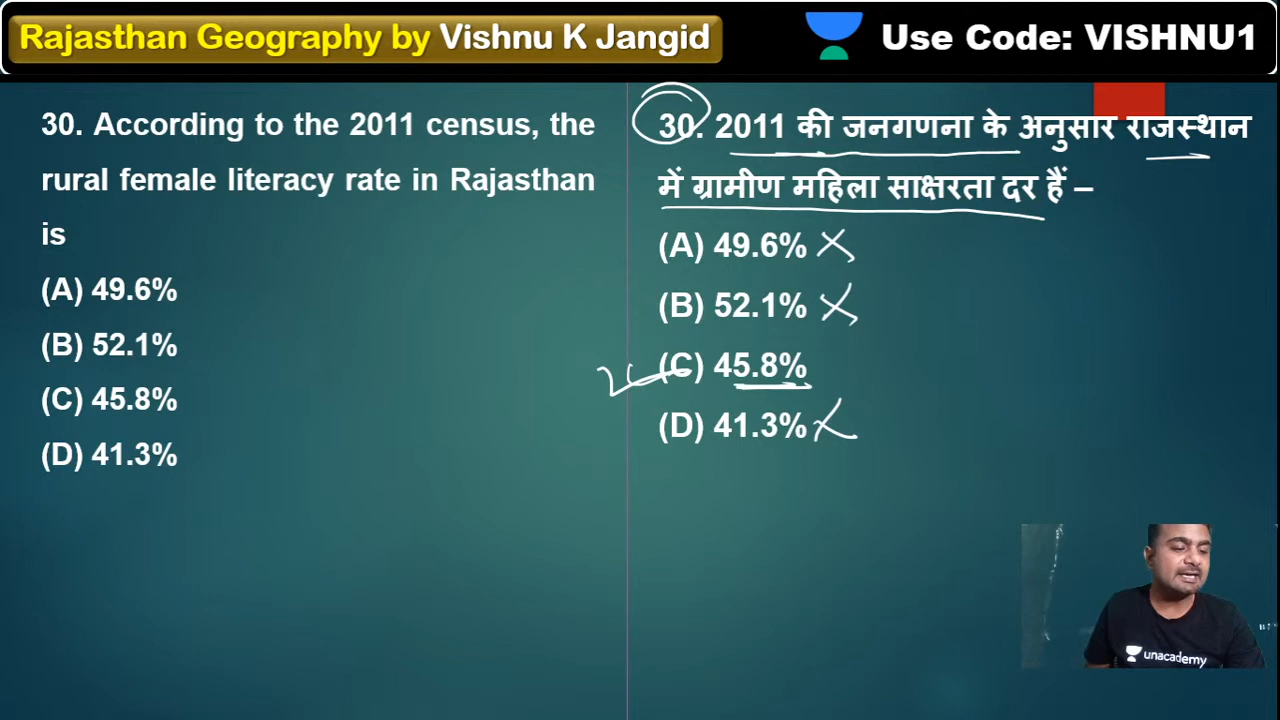 Rajasthan Geography by Vishnu K Jangid
Use Code: VISHNU1
30. According to the 2011 census, the
rural female literacy rate in Rajasthan
is
(A) 49.6%
(B) 52.1%
(C) 45.8%
(D) 41.3%
30. 2011 की जनगणना के अनुसार राजस्थान
में ग्रामीण महिला साक्षरता दर हैं –
(A) 49.6%
(B) 52.1%
(C) 45.8%
(D) 41.3%
unacademy